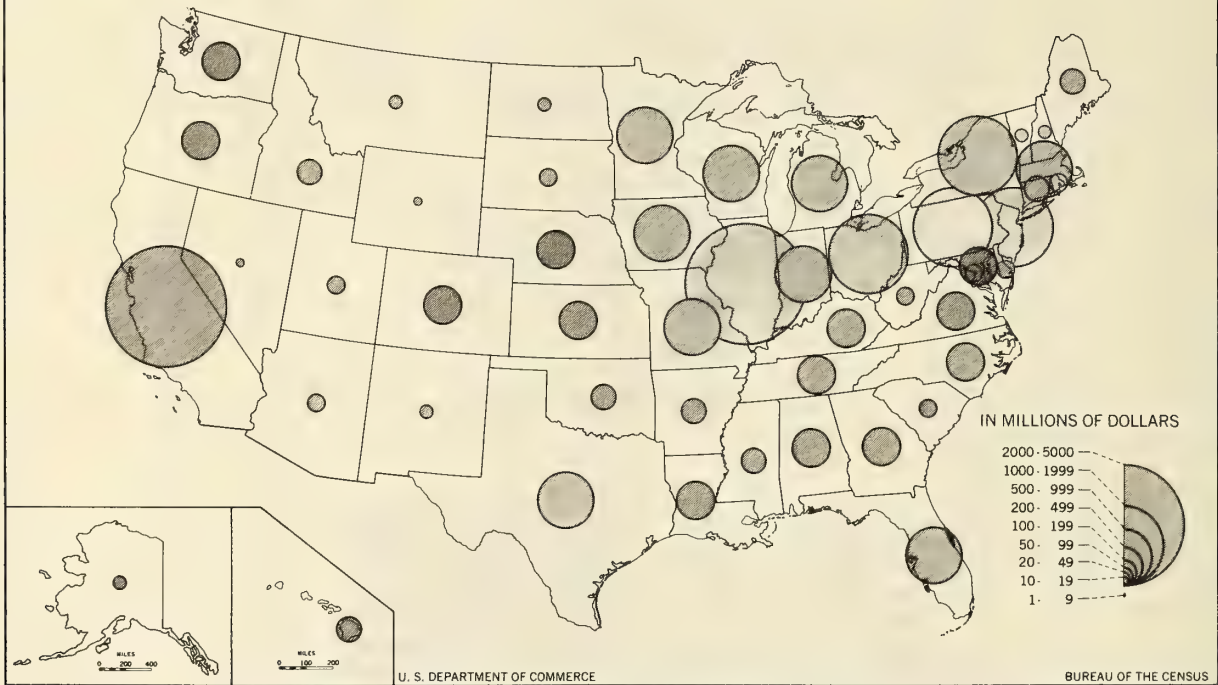 IN MILLIONS OF DOLLARS
2000 - 5000
1000 - 1999
500 - 999
200 - 499
100 - 199
50 - 99
20 - 49
10 - 19
1 - 9
MILES
0 200 400
MILES
0 100 200
U. S. DEPARTMENT OF COMMERCE
BUREAU OF THE CENSUS